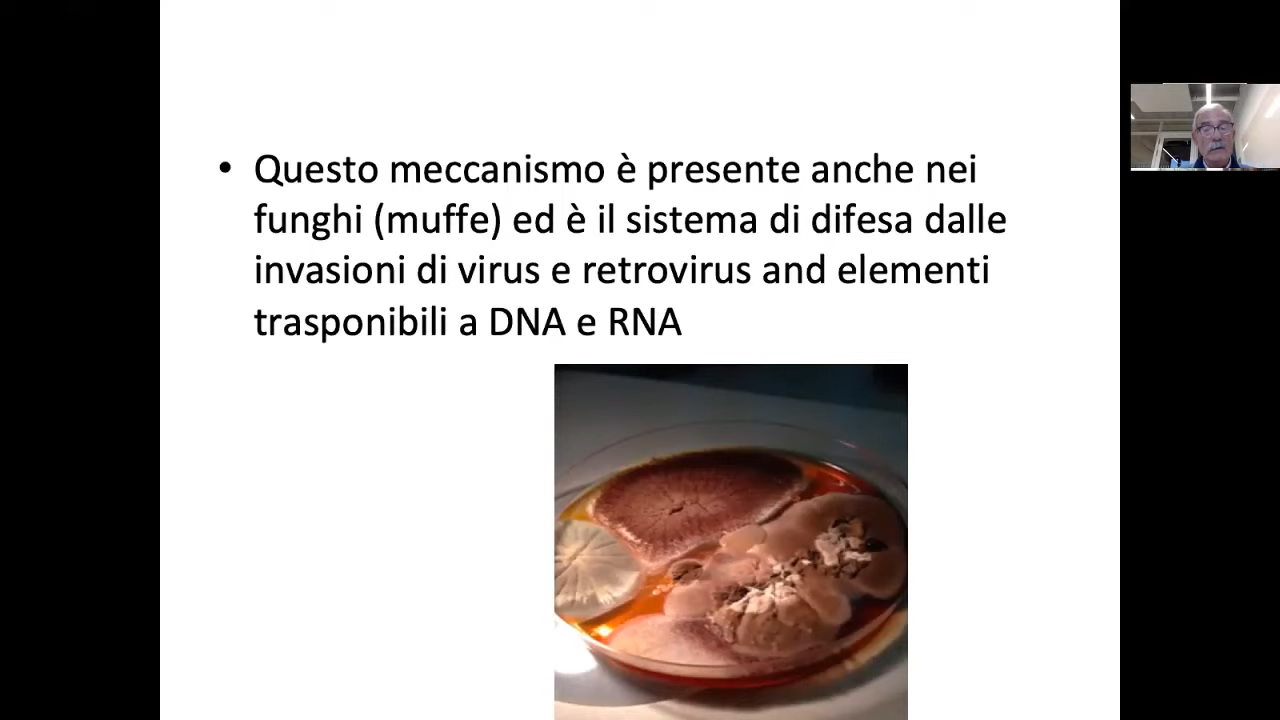 • Questo meccanismo è presente anche nei
funghi (muffe) ed è il sistema di difesa dalle
invasioni di virus e retrovirus and elementi
trasponibili a DNA e RNA